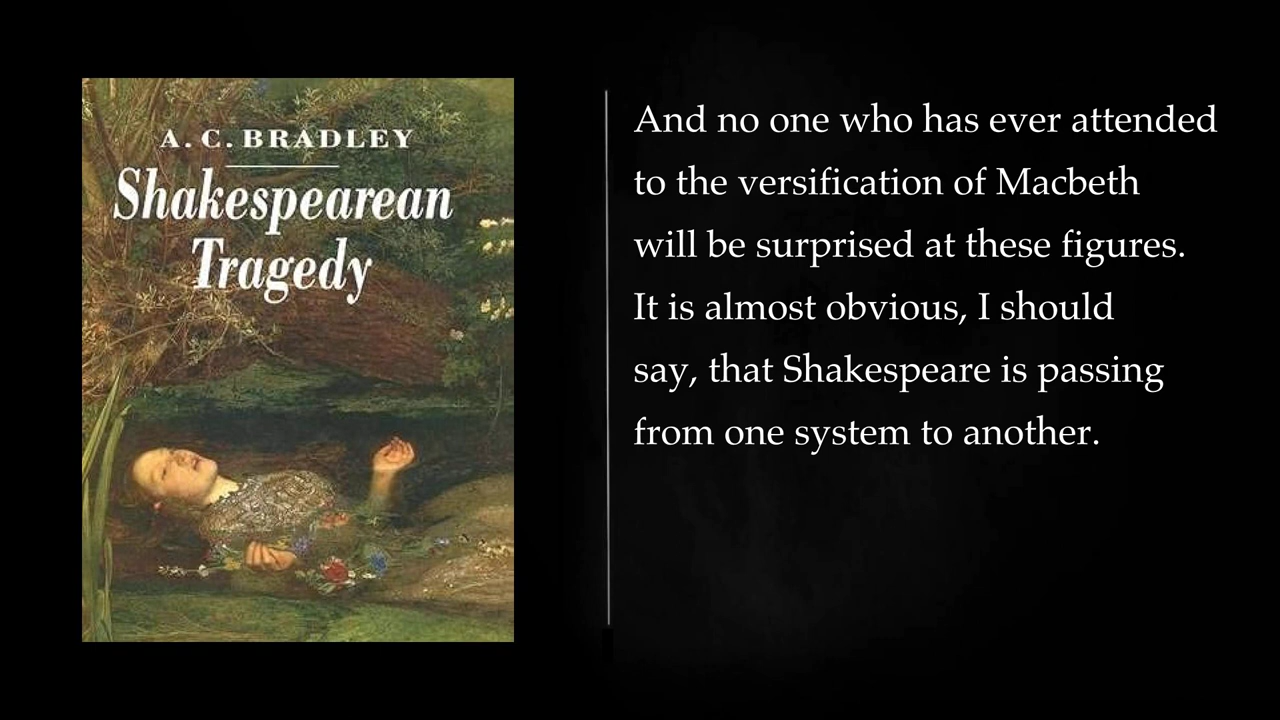 A. C. BRADLEY
Shakespearean
Tragedy
And no one who has ever attended
to the versification of Macbeth
will be surprised at these figures.
It is almost obvious, I should
say, that Shakespeare is passing
from one system to another.